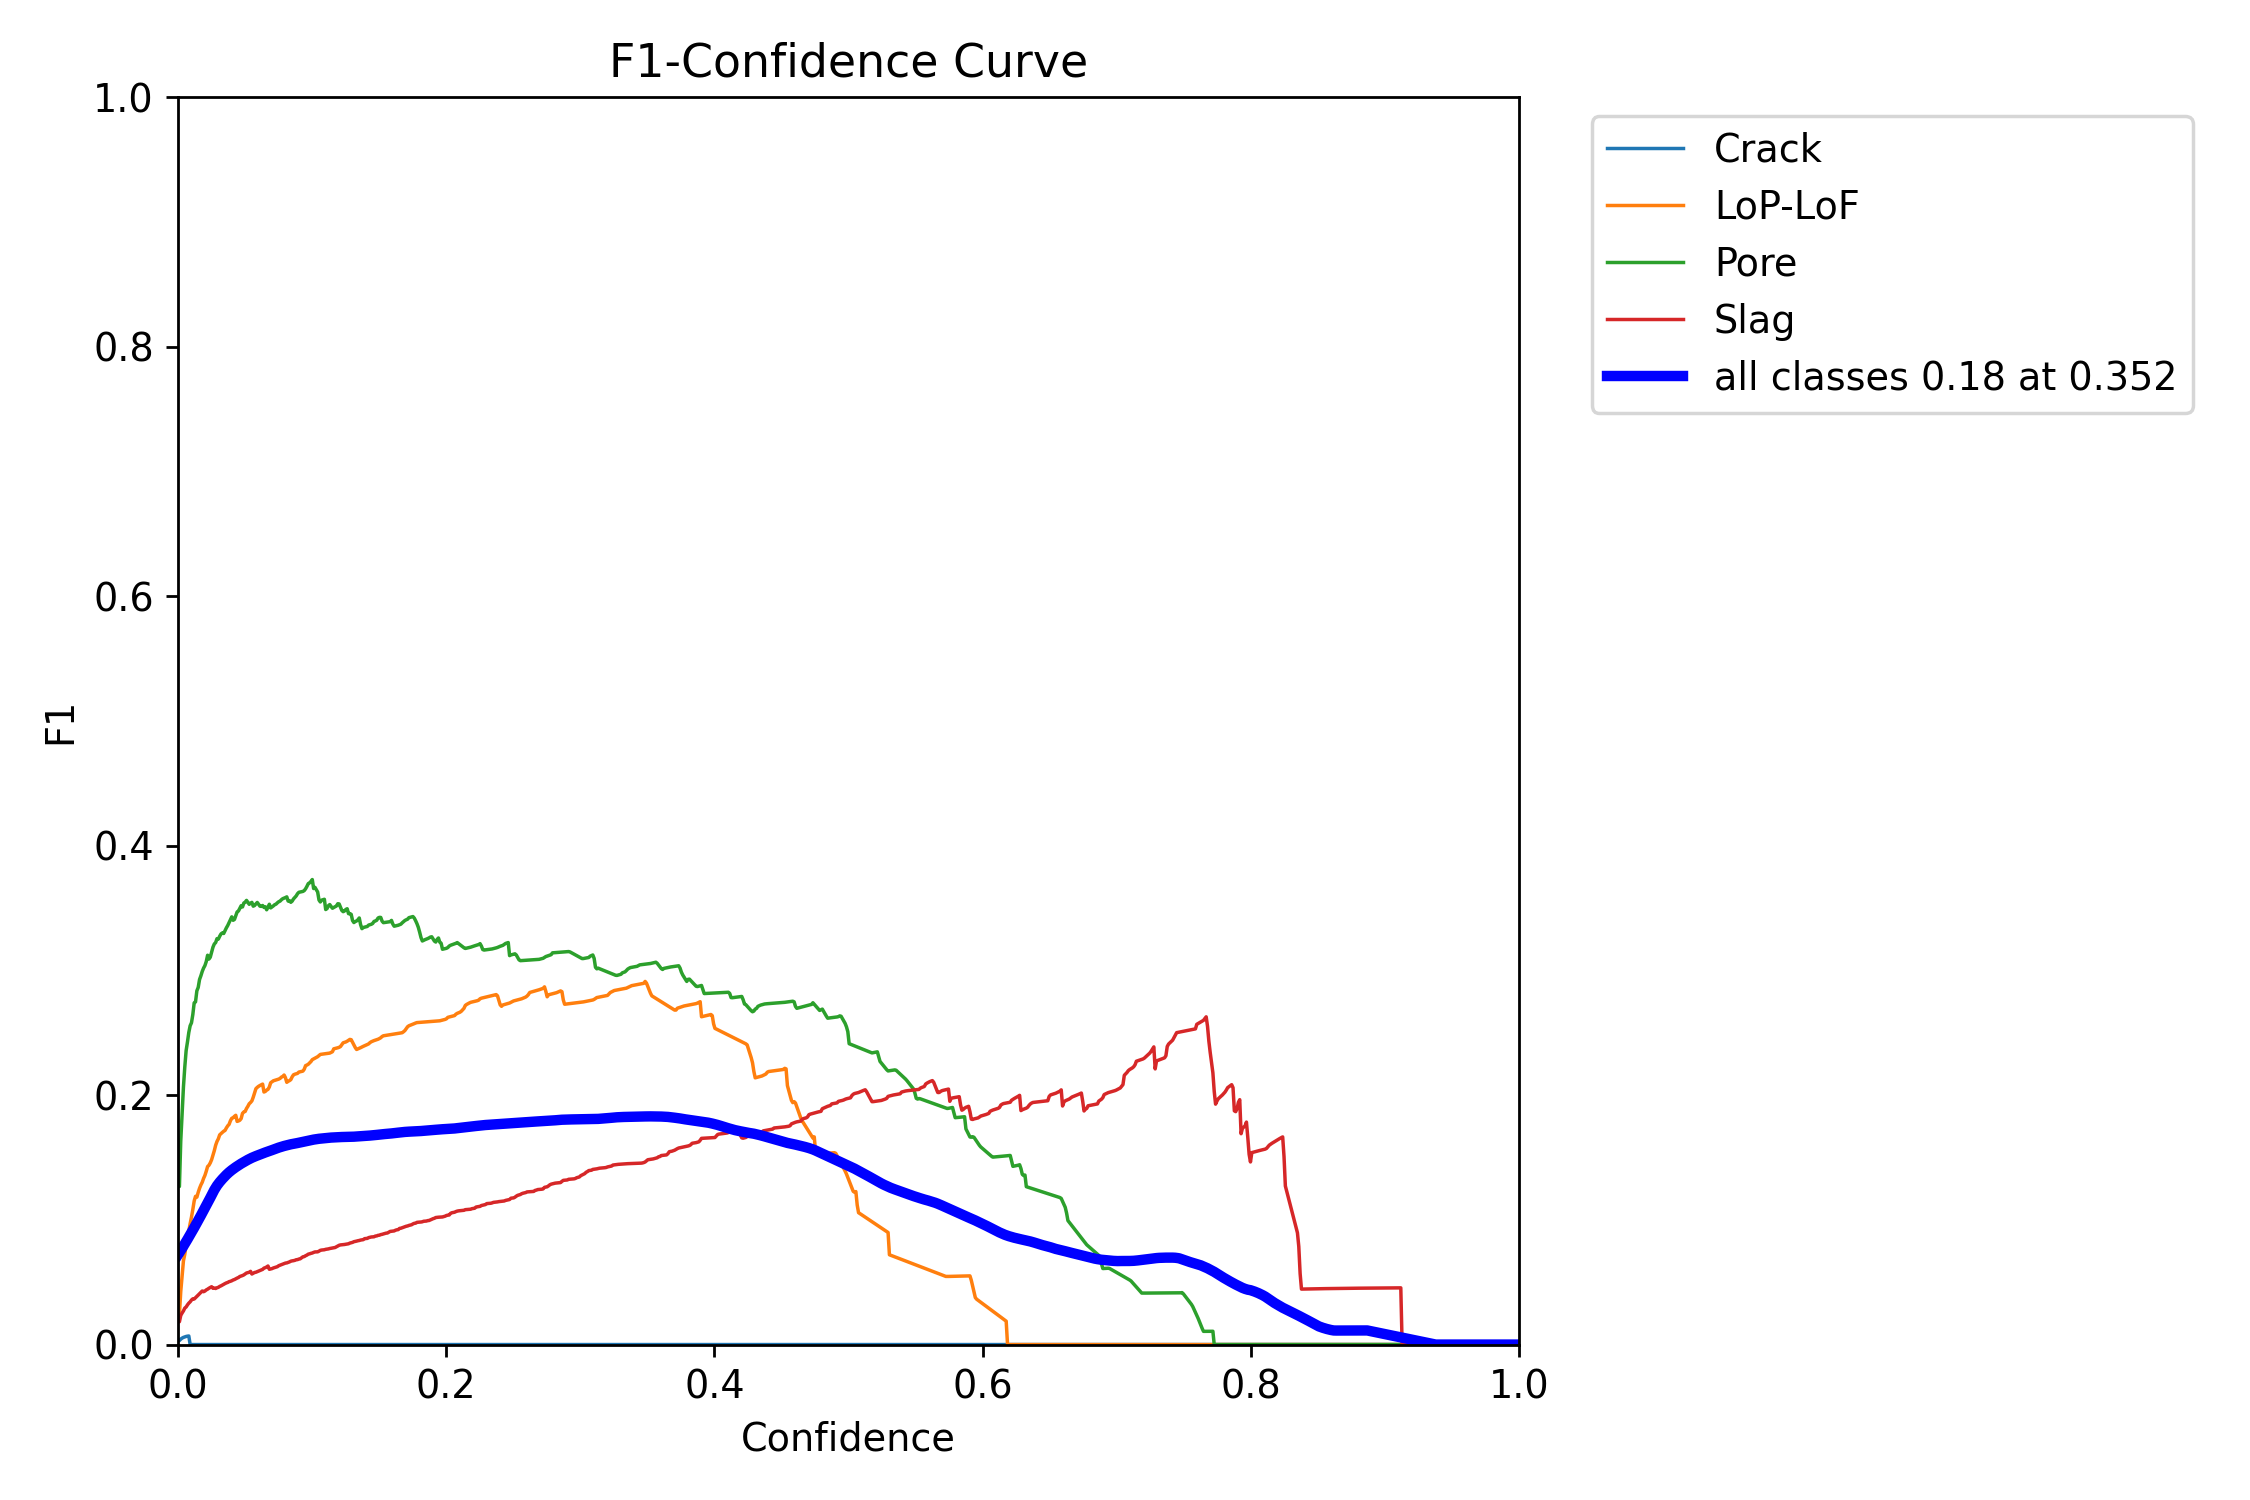 F1-Confidence Curve
1.0
0.8
0.6
0.4
0.2
0.0
F1
0.0 0.2 0.4 0.6 0.8 1.0
Confidence
Crack
LoP-LoF
Pore
Slag
all classes 0.18 at 0.352